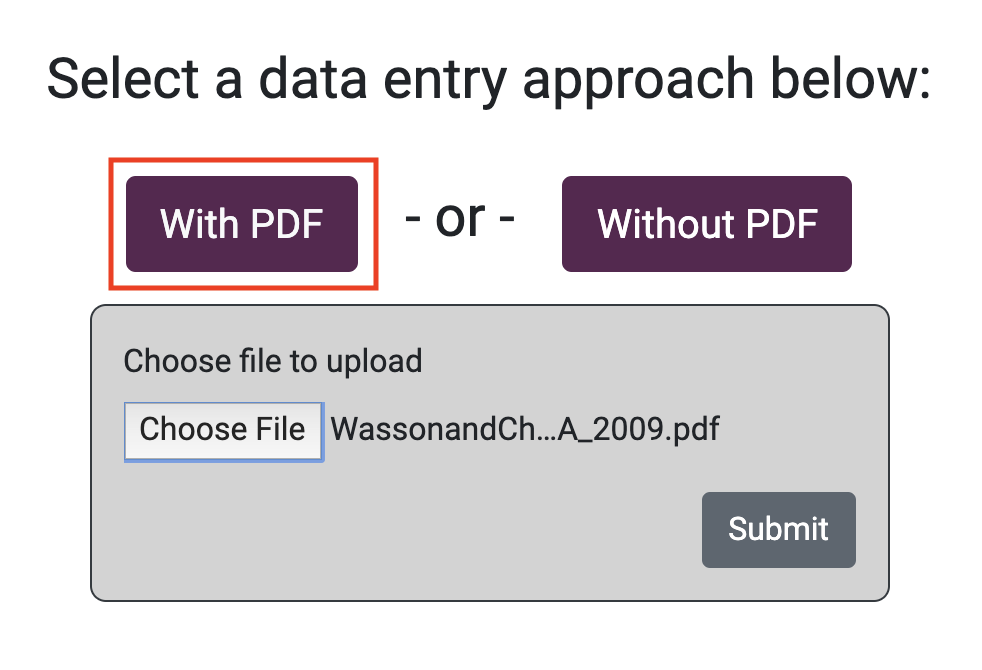 Select a data entry approach below:
With PDF - or - Without PDF
Choose file to upload
Choose File WassonandCh...A_2009.pdf
Submit